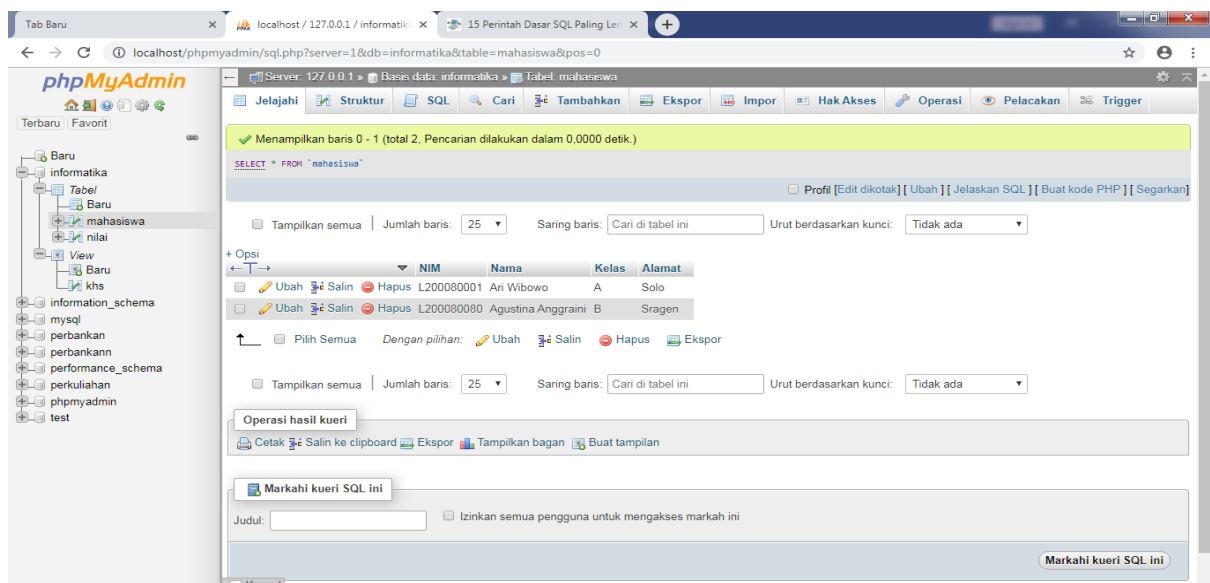 Tab Baru
localhost / 127.0.0.1 / informatik
15 Perintah Dasar SQL Paling Len
localhost/phpmyadmin/sql.php?server=1&db=informatika&table=mahasiswa&pos=0
phpMyAdmin
Terbaru Favorit
Baru
informatika
Tabel
Baru
mahasiswa
nilai
View
Baru
khs
information_schema
mysql
perbankan
perbankann
performance_schema
perkuliahan
phpmyadmin
test
Server: 127.0.0.1 » Basis data: informatika » Tabel: mahasiswa
Jelajahi Struktur SQL Cari Tambahkan Ekspor Impor Hak Akses Operasi Pelacakan Trigger
Menampilkan baris 0 - 1 (total 2, Pencarian dilakukan dalam 0,0000 detik.)
SELECT * FROM `mahasiswa`
Profil [Edit dikotak] [ Ubah ] [ Jelaskan SQL ] [ Buat kode PHP ] [ Segarkan]
Tampilkan semua | Jumlah baris: 25 Saring baris: Cari di tabel ini Urut berdasarkan kunci: Tidak ada
+ Opsi
←T→ NIM Nama Kelas Alamat
Ubah Salin Hapus L200080001 Ari Wibowo A Solo
Ubah Salin Hapus L200080080 Agustina Anggraini B Sragen
Pilih Semua Dengan pilihan: Ubah Salin Hapus Ekspor
Tampilkan semua | Jumlah baris: 25 Saring baris: Cari di tabel ini Urut berdasarkan kunci: Tidak ada
Operasi hasil kueri
Cetak Salin ke clipboard Ekspor Tampilkan bagan Buat tampilan
Markahi kueri SQL ini
Judul: Izinkan semua pengguna untuk mengakses markah ini
Markahi kueri SQL ini